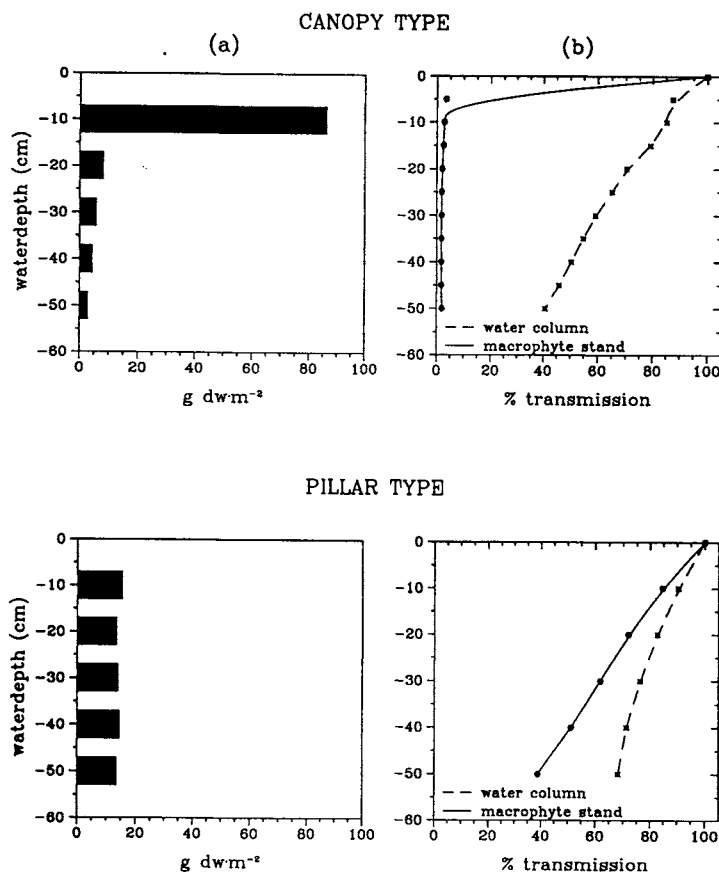 CANOPY TYPE
(a)
(b)
0
-10
-20
-30
-40
-50
-60
waterdepth (cm)
0 20 40 60 80 100
g dw·m⁻²
0
-10
-20
-30
-40
-50
-60
water column
macrophyte stand
0 20 40 60 80 100
% transmission
PILLAR TYPE
0
-10
-20
-30
-40
-50
-60
waterdepth (cm)
0 20 40 60 80 100
g dw·m⁻²
0
-10
-20
-30
-40
-50
-60
water column
macrophyte stand
0 20 40 60 80 100
% transmission